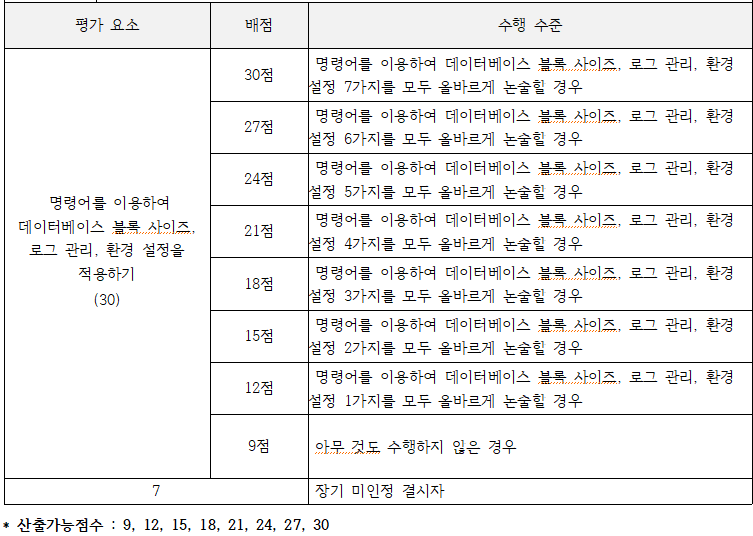 평가 요소 배점 수행 수준
30점 명령어를 이용하여 데이터베이스 블록 사이즈, 로그 관리, 환경
설정 7가지를 모두 올바르게 논술힐 경우
27점 명령어를 이용하여 데이터베이스 블록 사이즈, 로그 관리, 환경
설정 6가지를 모두 올바르게 논술힐 경우
24점 명령어를 이용하여 데이터베이스 블록 사이즈, 로그 관리, 환경
설정 5가지를 모두 올바르게 논술힐 경우
명령어를 이용하여
데이터베이스 블록 사이즈,
로그 관리, 환경 설정을
적용하기
(30)
21점 명령어를 이용하여 데이터베이스 블록 사이즈, 로그 관리, 환경
설정 4가지를 모두 올바르게 논술힐 경우
18점 명령어를 이용하여 데이터베이스 블록 사이즈, 로그 관리, 환경
설정 3가지를 모두 올바르게 논술힐 경우
15점 명령어를 이용하여 데이터베이스 블록 사이즈, 로그 관리, 환경
설정 2가지를 모두 올바르게 논술힐 경우
12점 명령어를 이용하여 데이터베이스 블록 사이즈, 로그 관리, 환경
설정 1가지를 모두 올바르게 논술힐 경우
9점 아무 것도 수행하지 않은 경우
7 장기 미인정 결시자
* 산출가능점수 : 9, 12, 15, 18, 21, 24, 27, 30